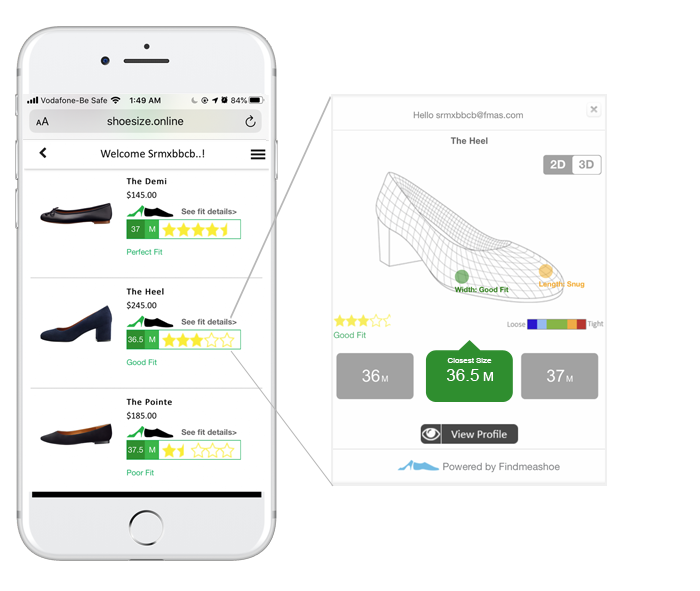 Vodafone-Be Safe 1:49 AM 84%
AA shoesize.online
Welcome Srmxbbcb..!
The Demi
$145.00
See fit details>
37 M
Perfect Fit
The Heel
$245.00
See fit details>
36.5 M
Good Fit
The Pointe
$185.00
See fit details>
37.5 M
Poor Fit
Hello srmxbbcb@fmas.com
The Heel
2D 3D
Width: Good Fit
Length: Snug
Good Fit
Loose Tight
Closest Size
36 M 36.5 M 37 M
View Profile
Powered by Findmeashoe